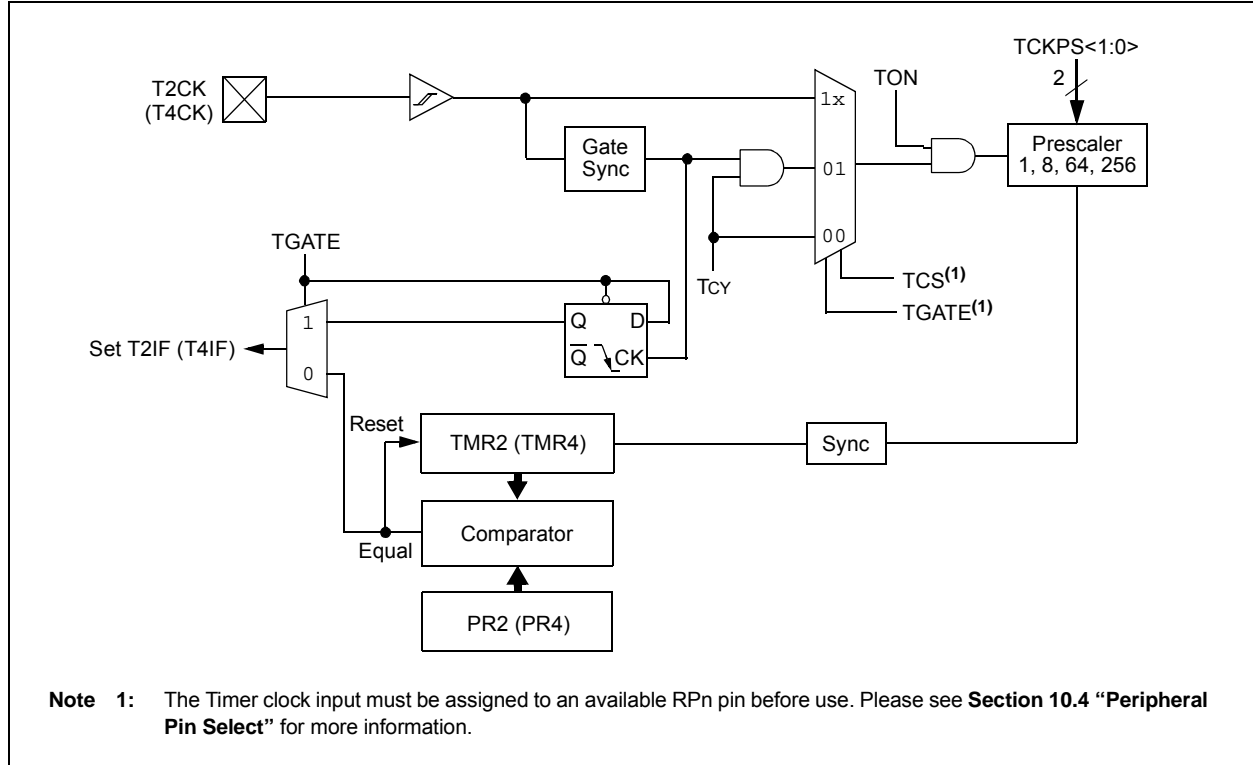 TCKPS<1:0>
2
T2CK
(T4CK)
TON
1x
Gate
Sync
Prescaler
1, 8, 64, 256
01
00
TGATE
TCY
TCS(1)
TGATE(1)
1
Q
D
Set T2IF (T4IF)
Q
CK
0
Reset
TMR2 (TMR4)
Sync
Equal
Comparator
PR2 (PR4)
Note 1: The Timer clock input must be assigned to an available RPn pin before use. Please see Section 10.4 “Peripheral
Pin Select” for more information.